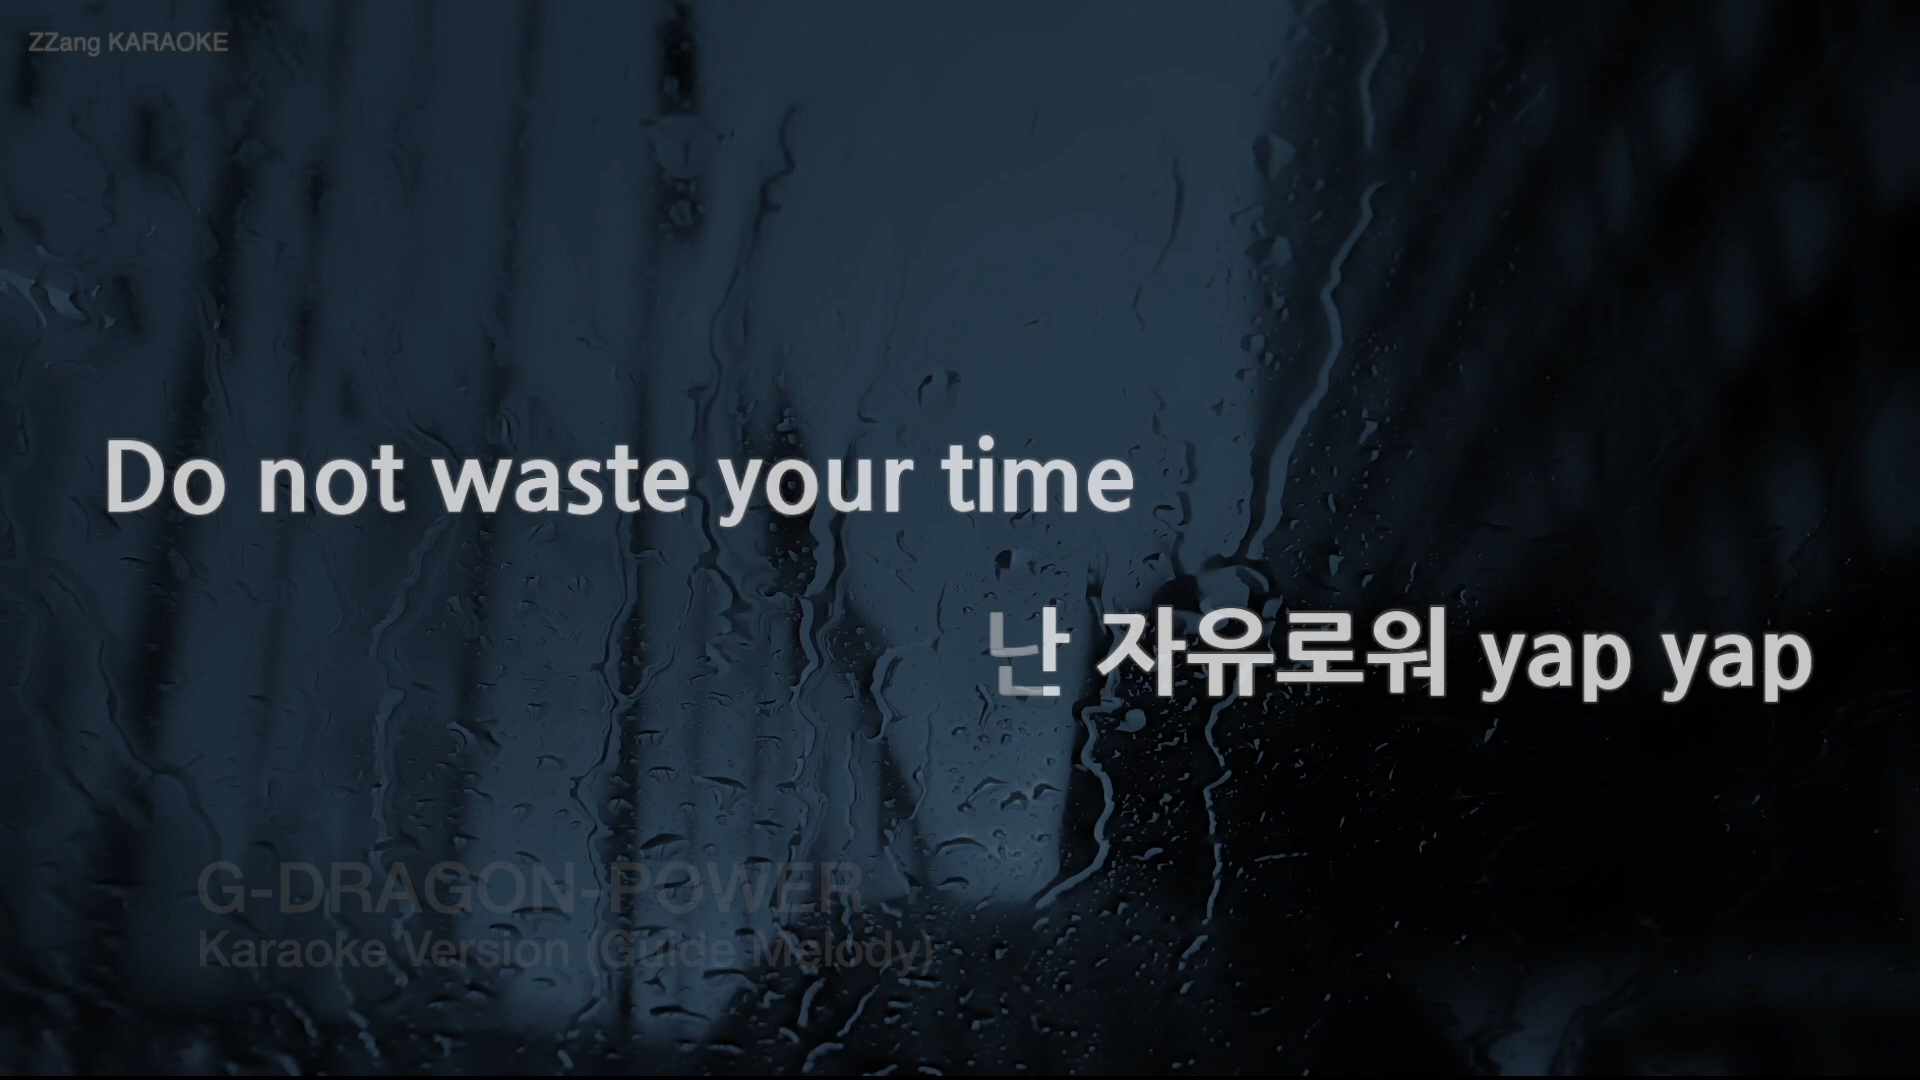 ZZang KARAOKE
Do not waste your time
난 자유로워 yap yap
G-DRAGON-POWER
Karaoke Version (Guide Melody)